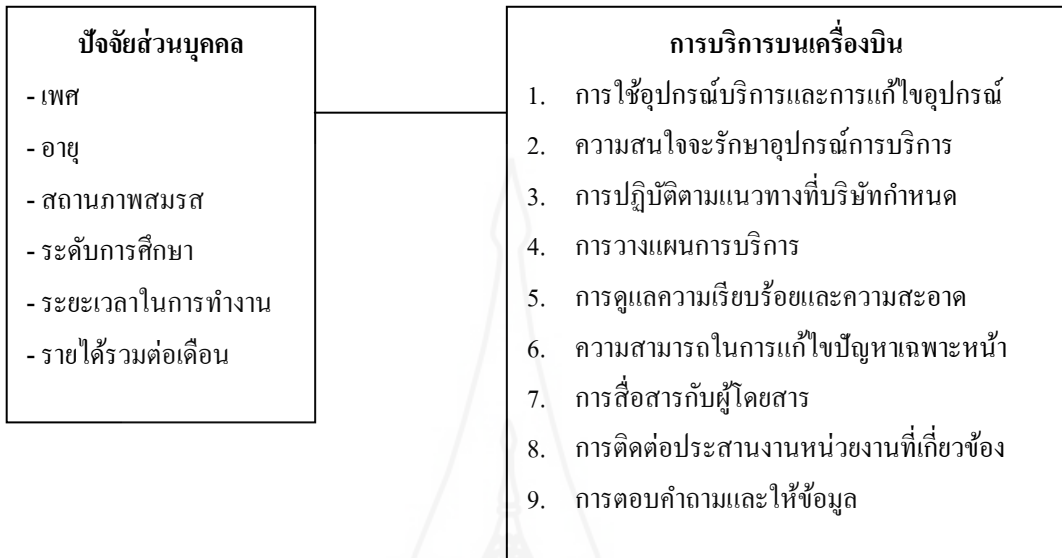 ปัจจัยส่วนบุคคล
- เพศ
- อายุ
- สถานภาพสมรส
- ระดับการศึกษา
- ระยะเวลาในการทำงาน
- รายได้รวมต่อเดือน
การบริการบนเครื่องบิน
1. การใช้อุปกรณ์บริการและการแก้ไขอุปกรณ์
2. ความสนใจจะรักษาอุปกรณ์การบริการ
3. การปฏิบัติตามแนวทางที่บริษัทกำหนด
4. การวางแผนการบริการ
5. การดูแลความเรียบร้อยและความสะอาด
6. ความสามารถในการแก้ไขปัญหาเฉพาะหน้า
7. การสื่อสารกับผู้โดยสาร
8. การติดต่อประสานงานหน่วยงานที่เกี่ยวข้อง
9. การตอบคำถามและให้ข้อมูล